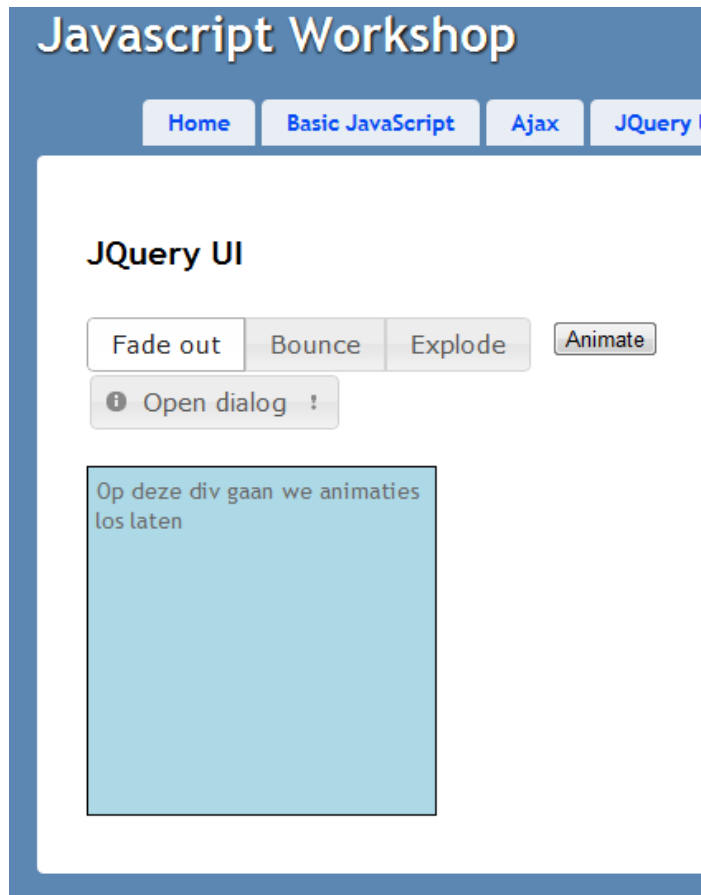 Javascript Workshop
Home Basic JavaScript Ajax JQuery
JQuery UI
Fade out Bounce Explode Animate
Open dialog
Op deze div gaan we animaties
los laten